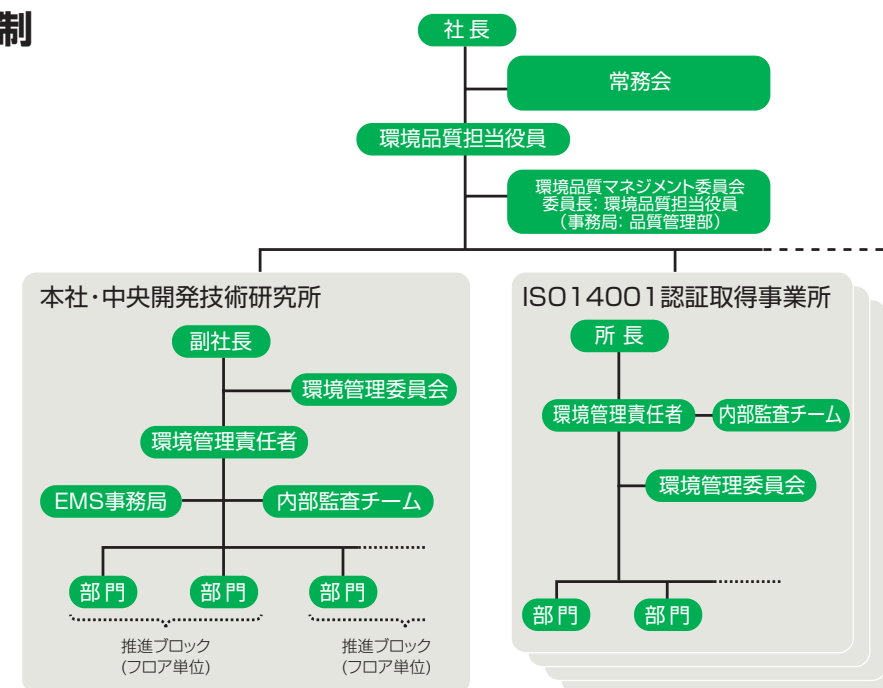 制
社長
常務会
環境品質担当役員
環境品質マネジメント委員会
委員長：環境品質担当役員
（事務局：品質管理部）
本社・中央開発技術研究所
副社長
環境管理委員会
環境管理責任者
EMS事務局
内部監査チーム
部門
部門
部門
推進ブロック
(フロア単位)
推進ブロック
(フロア単位)
ISO14001認証取得事業所
所長
環境管理責任者
内部監査チーム
環境管理委員会
部門
部門